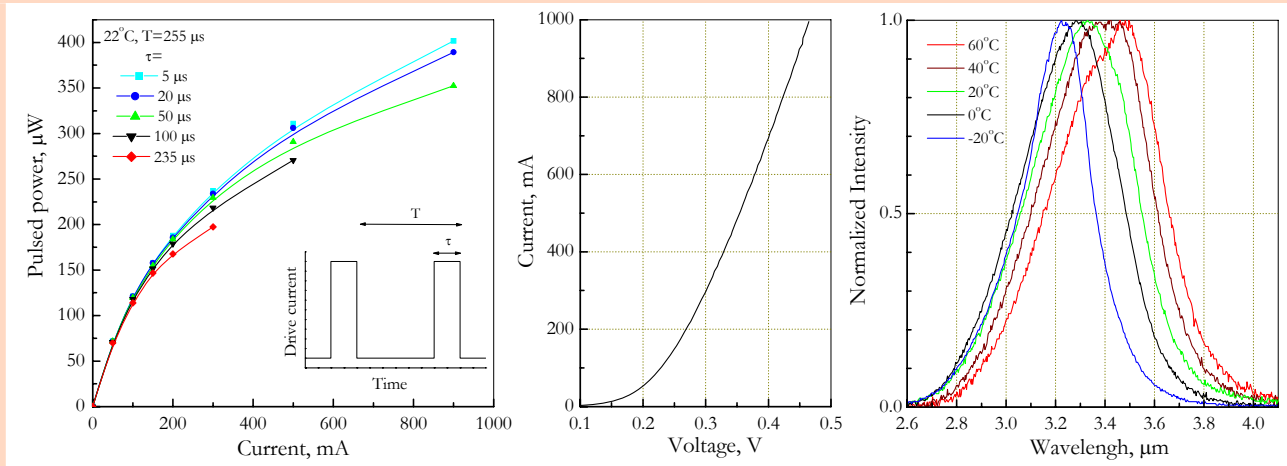 22°C, T=255 μs
τ=
5 μs
20 μs
50 μs
100 μs
235 μs
Pulsed power, μW
400
350
300
250
200
150
100
50
0
0 200 400 600 800 1000
Current, mA
T
τ
Drive current
Time
Current, mA
1000
800
600
400
200
0
0.1 0.2 0.3 0.4 0.5
Voltage, V
Normalized Intensity
1.0
0.5
0.0
60°C
40°C
20°C
0°C
-20°C
2.6 2.8 3.0 3.2 3.4 3.6 3.8 4.0
Wavelengh, μm